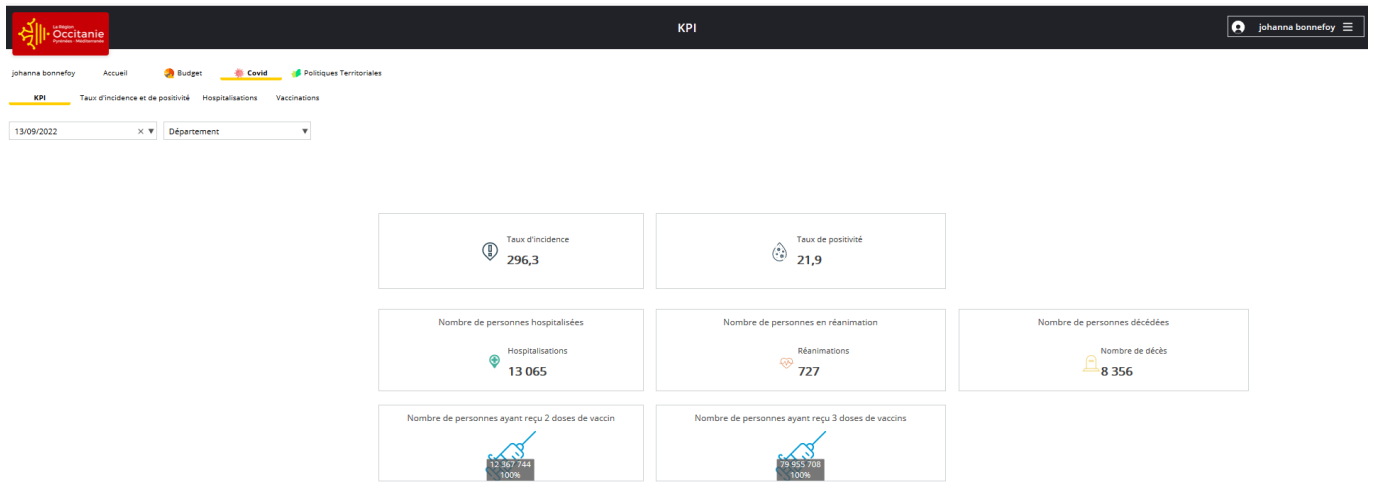 La Région
Occitanie
Pyrénées - Méditerranée
KPI
johanna bonnefoy
johanna bonnefoy Accueil Budget Covid Politiques Territoriales
KPI Taux d'incidence et de positivité Hospitalisations Vaccinations
13/09/2022 Département
Taux d'incidence
296,3
Taux de positivité
21,9
Nombre de personnes hospitalisées
Hospitalisations
13 065
Nombre de personnes en réanimation
Réanimations
727
Nombre de personnes décédées
Nombre de décès
8 356
Nombre de personnes ayant reçu 2 doses de vaccin
12 367 744
100%
Nombre de personnes ayant reçu 3 doses de vaccins
79 955 708
100%